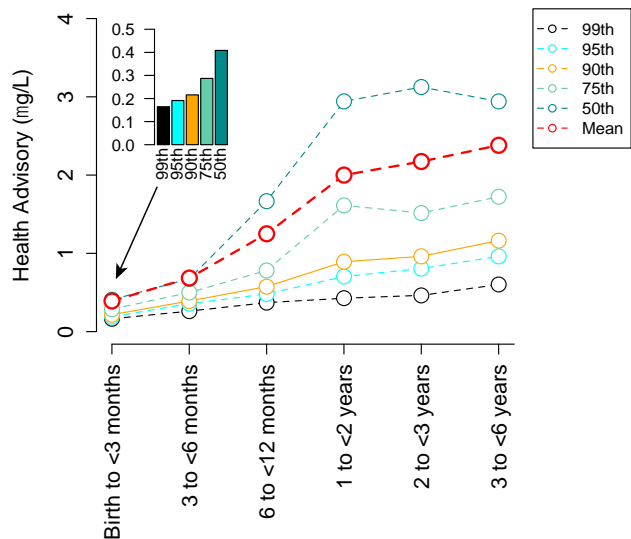 Health Advisory (mg/L)
4
3
2
1
0
0.5
0.4
0.3
0.2
0.1
0.0
99th
95th
90th
75th
50th
99th
95th
90th
75th
50th
Mean
Birth to <3 months
3 to <6 months
6 to <12 months
1 to <2 years
2 to <3 years
3 to <6 years